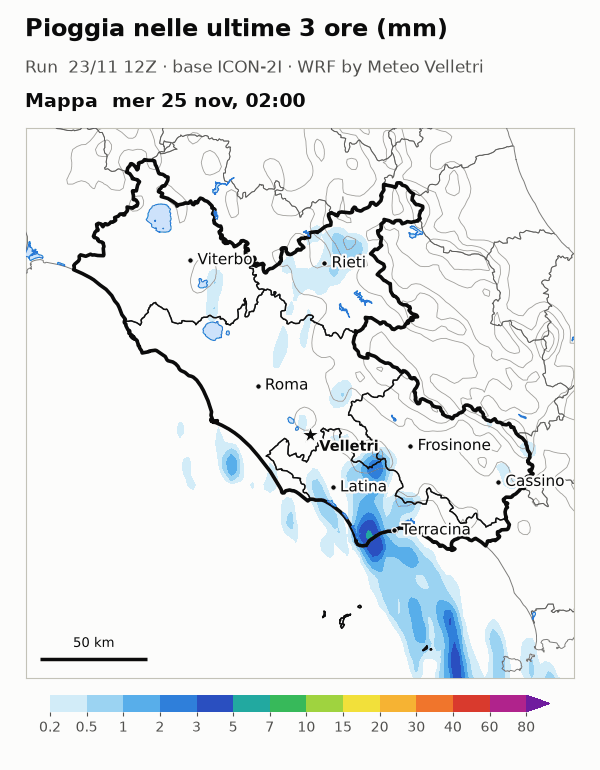 Pioggia nelle ultime 3 ore (mm)
Run  23/11 12Z · base ICON-2I · WRF by Meteo Velletri
Mappa  mer 25 nov, 02:00
Viterbo
Rieti
Roma
Velletri
Frosinone
Latina
Cassino
Terracina
50 km
0.2 0.5 1 2 3 5 7 10 15 20 30 40 60 80